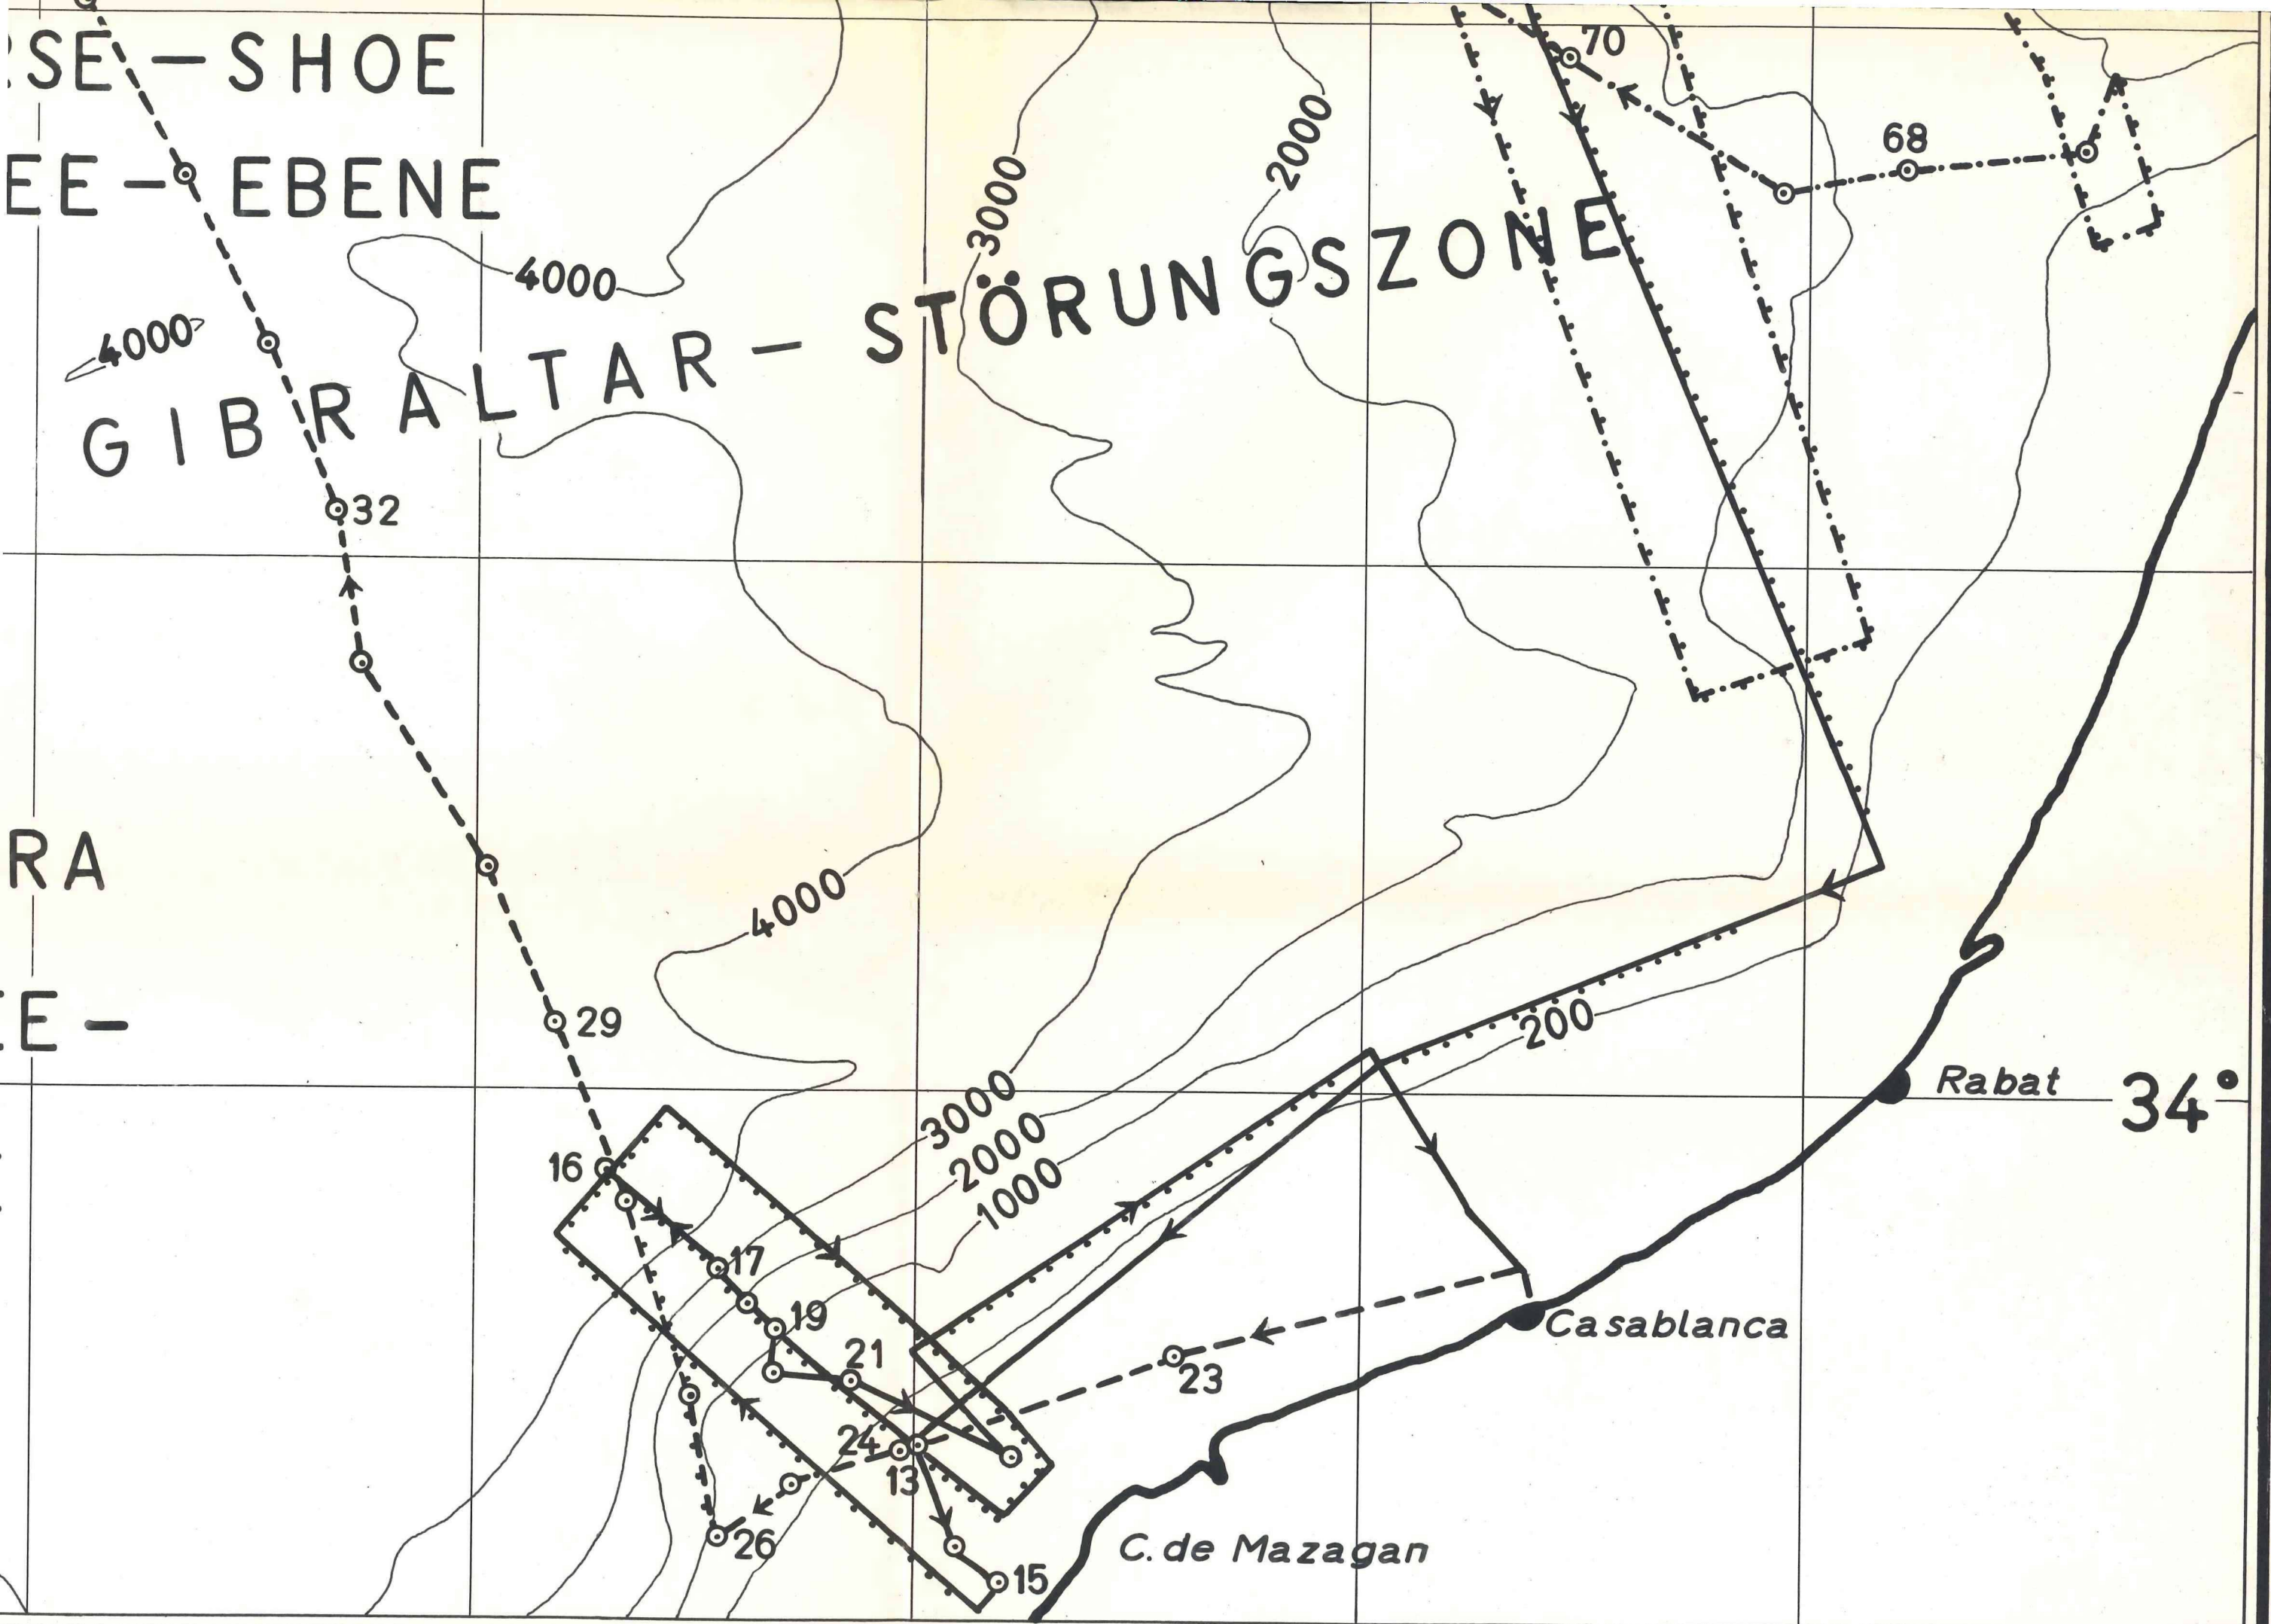 SE – SHOE
70
68
2000
EE – EBENE
3000
4000
4000
GIBRALTAR – STÖRUNGSZONE
32
RA
4000
E –
29
200
Rabat
34°
3000
2000
1000
16
17
19
21
Casablanca
23
24
13
26
C. de Mazagan
15